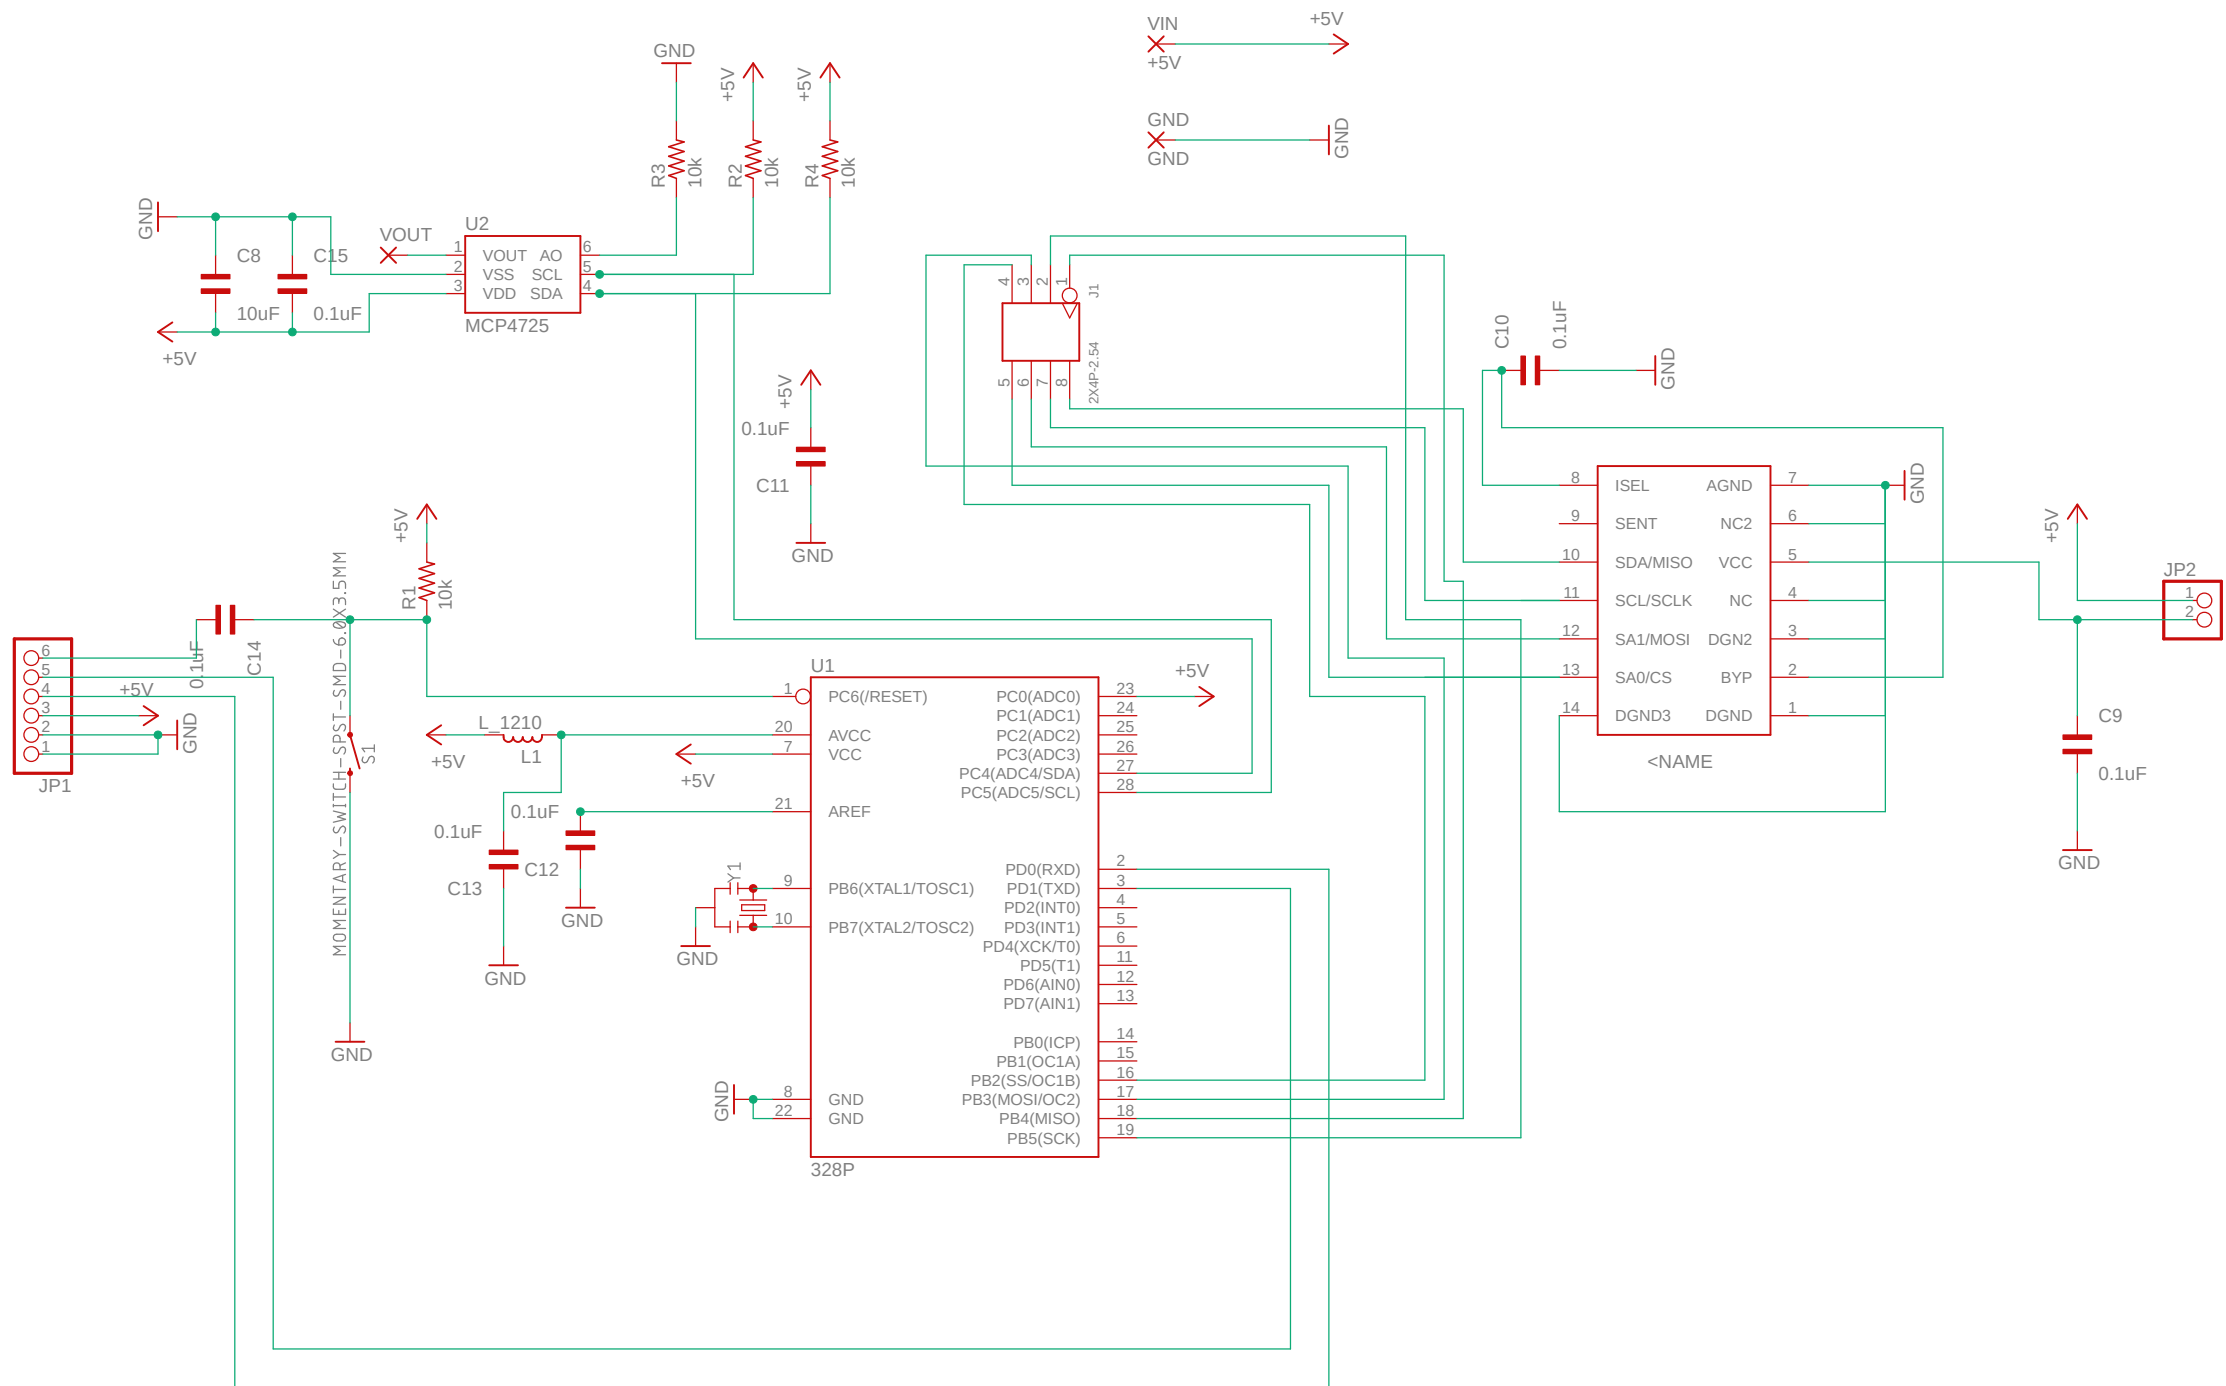 VIN
+5V
+5V
GND
GND
GND
GND
+5V
+5V
R3
10k
R2
10k
R4
10k
GND
C8
10uF
C15
0.1uF
+5V
VOUT
U2
1 VOUT AO 6
2 VSS SCL 5
3 VDD SDA 4
MCP4725
4
3
2
1
J1
5
6
7
8
2X4P-2.54
C10
0.1uF
GND
+5V
0.1uF
C11
GND
8 ISEL AGND 7
9 SENT NC2 6
10 SDA/MISO VCC 5
11 SCL/SCLK NC 4
12 SA1/MOSI DGN2 3
13 SA0/CS BYP 2
14 DGND3 DGND 1
<NAME
GND
+5V
JP2
1
2
C9
0.1uF
GND
+5V
R1
10k
0.1uF
C14
MOMENTARY-SWITCH-SPST-SMD-6.0X3.5MM
S1
GND
6
5
4
3
2
1
JP1
+5V
GND
L_1210
L1
+5V
+5V
0.1uF
C13
GND
0.1uF
C12
GND
Y1
GND
GND
U1
1 PC6(/RESET)
20 AVCC
7 VCC
21 AREF
9 PB6(XTAL1/TOSC1)
10 PB7(XTAL2/TOSC2)
8 GND
22 GND
PC0(ADC0) 23
PC1(ADC1) 24
PC2(ADC2) 25
PC3(ADC3) 26
PC4(ADC4/SDA) 27
PC5(ADC5/SCL) 28
PD0(RXD) 2
PD1(TXD) 3
PD2(INT0) 4
PD3(INT1) 5
PD4(XCK/T0) 6
PD5(T1) 11
PD6(AIN0) 12
PD7(AIN1) 13
PB0(ICP) 14
PB1(OC1A) 15
PB2(SS/OC1B) 16
PB3(MOSI/OC2) 17
PB4(MISO) 18
PB5(SCK) 19
328P
+5V